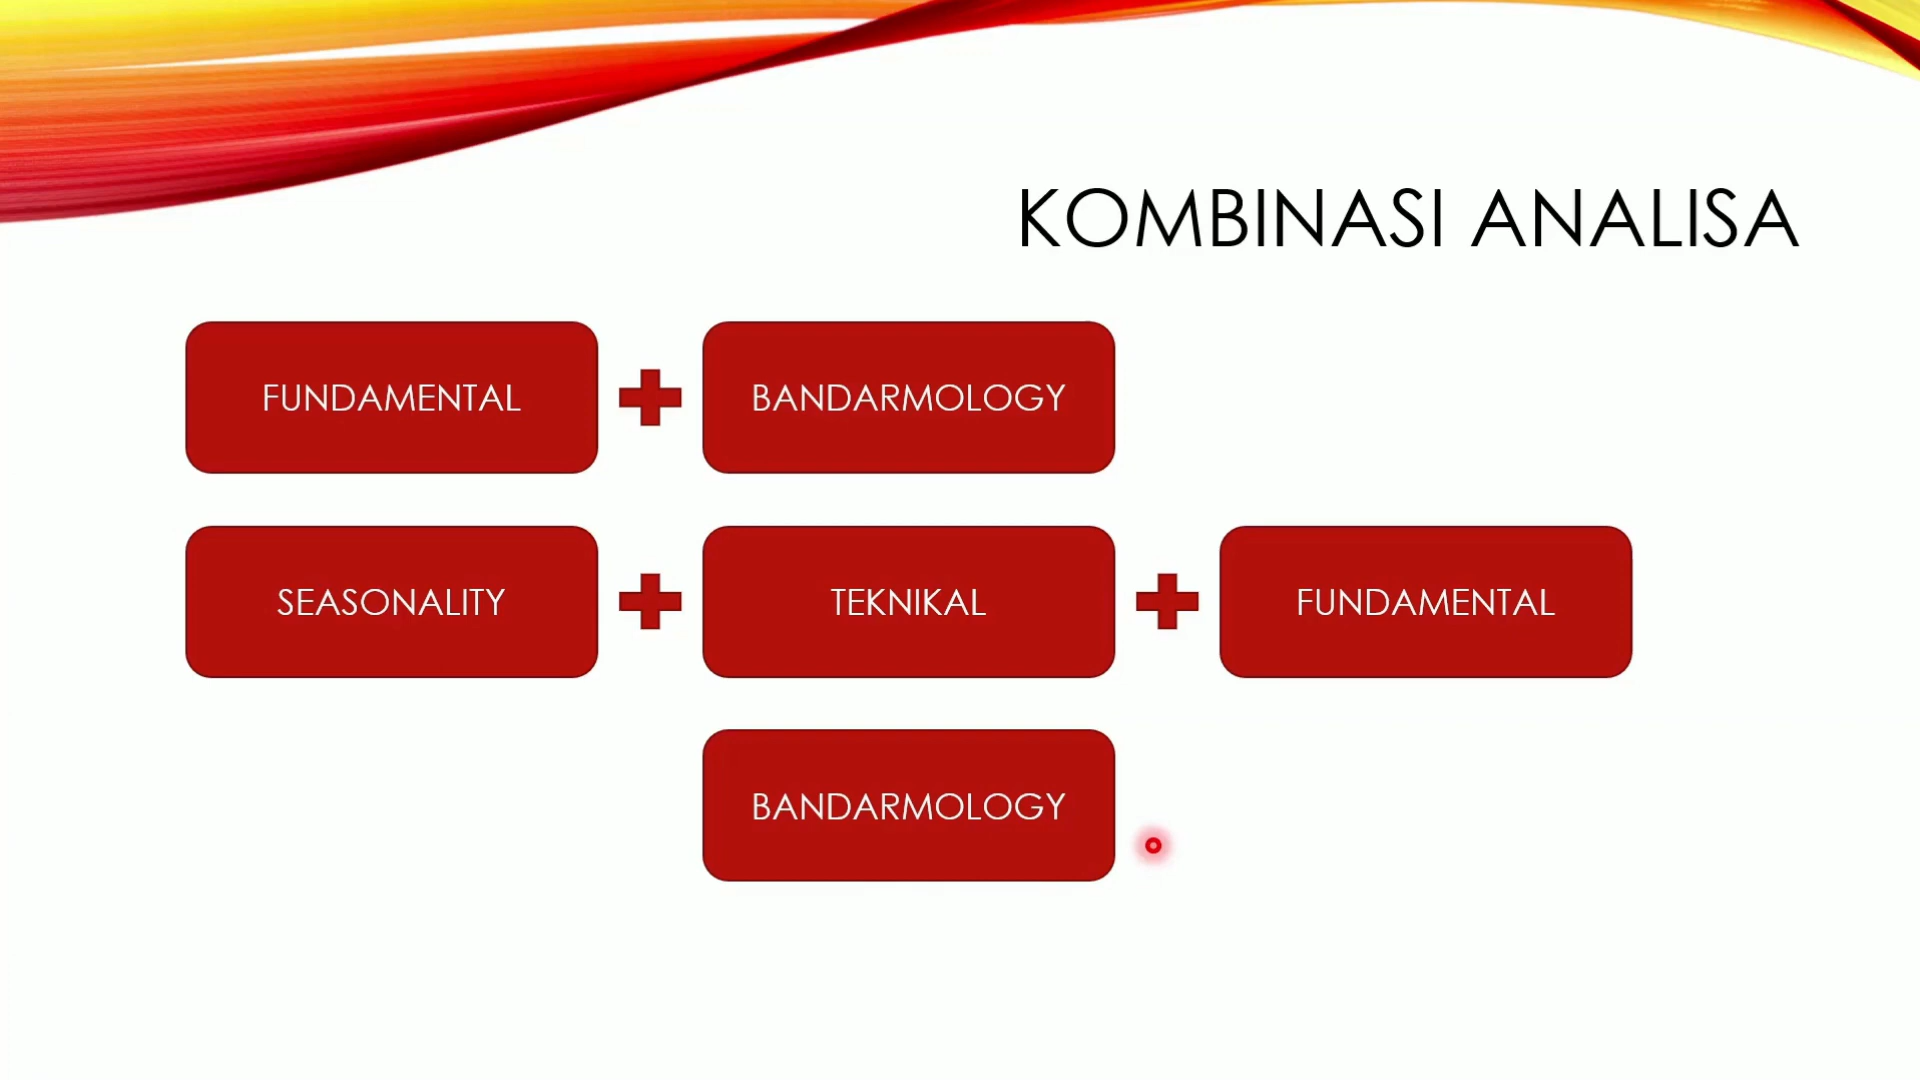 KOMBINASI ANALISA
FUNDAMENTAL
BANDARMOLOGY
SEASONALITY
TEKNIKAL
FUNDAMENTAL
BANDARMOLOGY